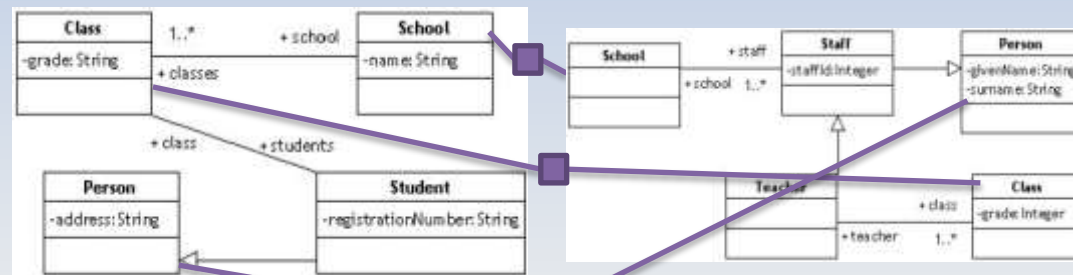 Class
-grade: String
1..*
+ school
+ classes
School
-name: String
+ class
+ students
Person
-address: String
Student
-registrationNumber: String
School
+ staff
+ school 1..*
Staff
-staffId:Integer
Person
-givenName: String
-surname: String
Teacher
+ class
+ teacher 1..*
Class
-grade: Integer